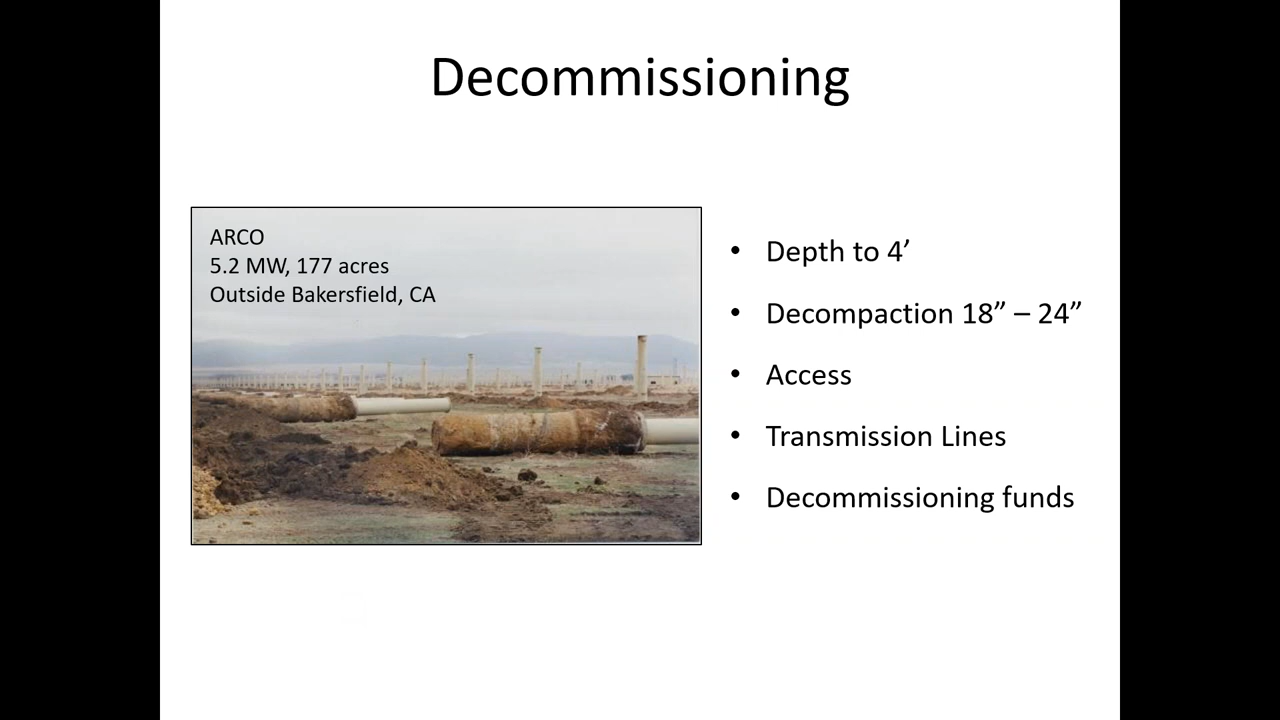 Decommissioning
ARCO
5.2 MW, 177 acres
Outside Bakersfield, CA
• Depth to 4’
• Decompaction 18” – 24”
• Access
• Transmission Lines
• Decommissioning funds